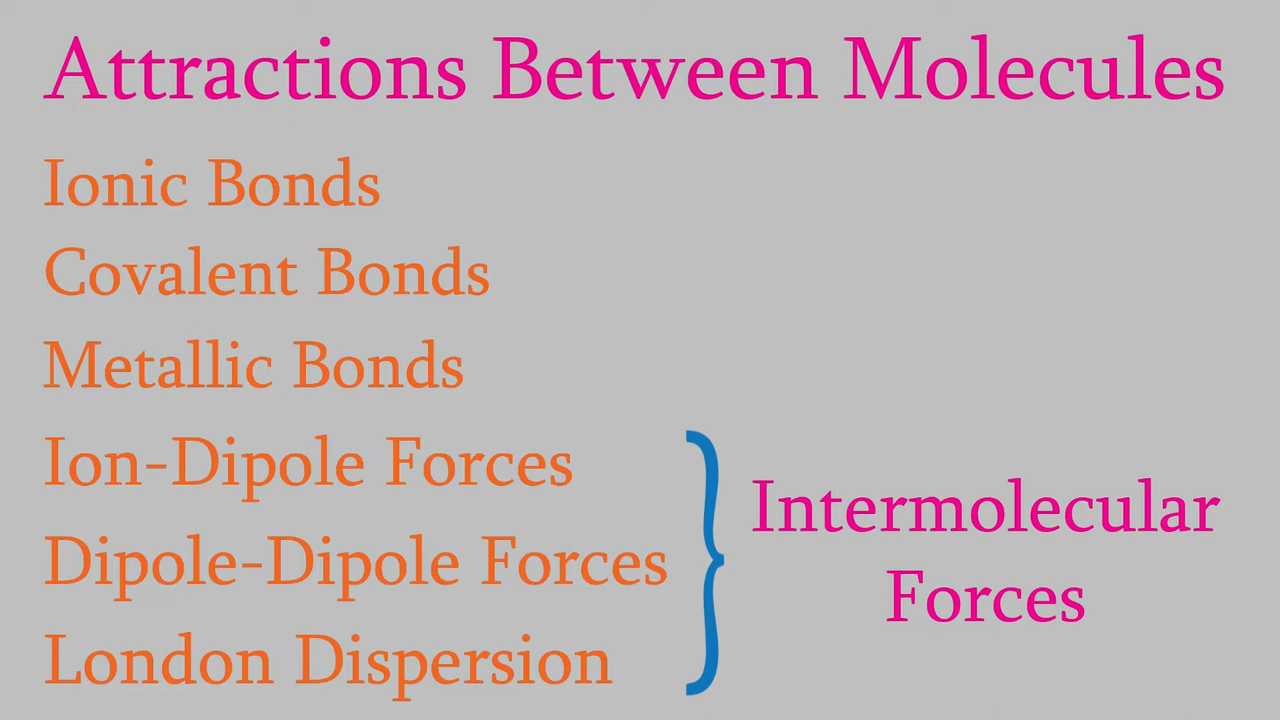 Attractions Between Molecules
Ionic Bonds
Covalent Bonds
Metallic Bonds
Ion-Dipole Forces
Dipole-Dipole Forces
London Dispersion
Intermolecular
Forces